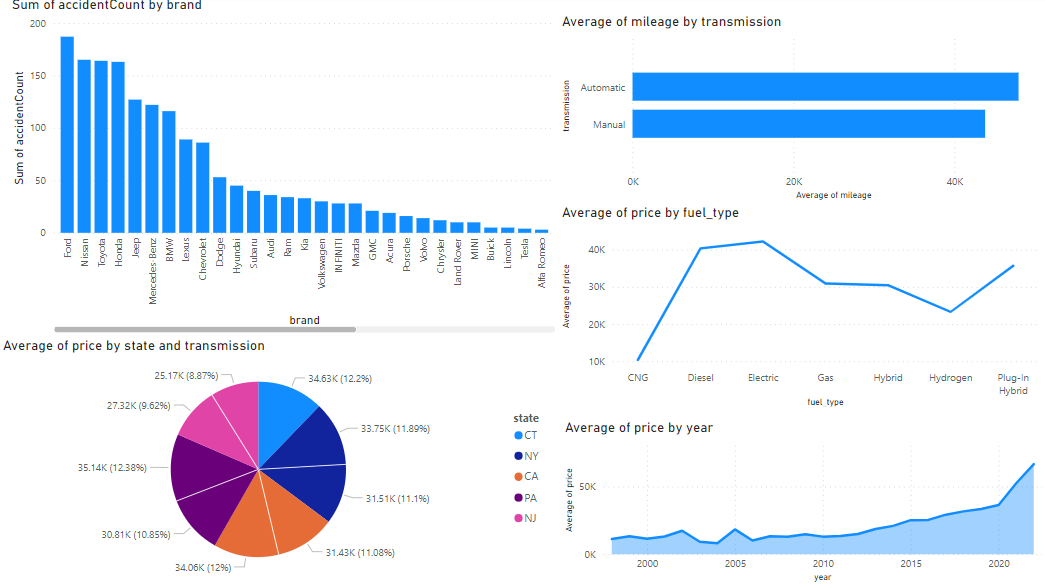 Sum of accidentCount by brand
Sum of accidentCount
200
150
100
50
0
Ford
Nissan
Toyota
Honda
Jeep
Mercedes-Benz
BMW
Lexus
Chevrolet
Dodge
Hyundai
Subaru
Audi
Ram
Kia
Volkswagen
INFINITI
Mazda
GMC
Acura
Porsche
Volvo
Chrysler
Land Rover
MINI
Buick
Lincoln
Tesla
Alfa Romeo
brand
Average of mileage by transmission
transmission
Automatic
Manual
0K 20K 40K
Average of mileage
Average of price by fuel_type
Average of price
40K
30K
20K
10K
CNG Diesel Electric Gas Hybrid Hydrogen Plug-In
Hybrid
fuel_type
Average of price by state and transmission
25.17K (8.87%)
34.63K (12.2%)
27.32K (9.62%)
33.75K (11.89%)
35.14K (12.38%)
31.51K (11.1%)
30.81K (10.85%)
31.43K (11.08%)
34.06K (12%)
state
CT
NY
CA
PA
NJ
Average of price by year
Average of price
50K
0K
2000 2005 2010 2015 2020
year